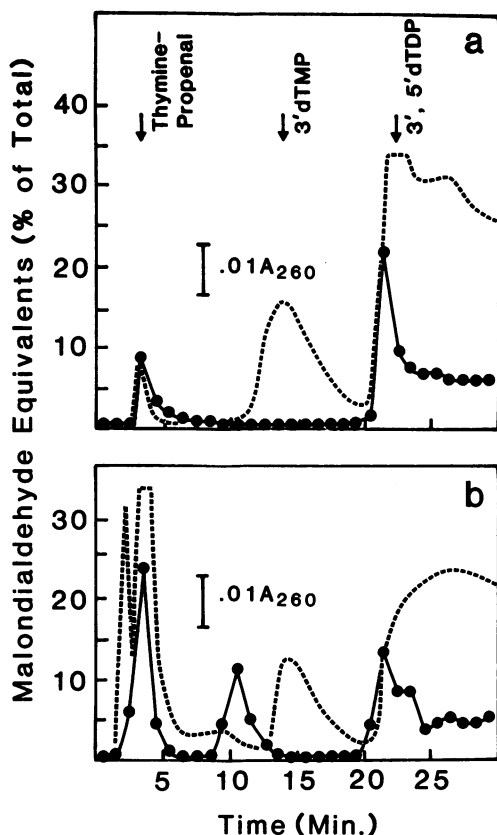 a
Thymine-
Propenal
3'dTMP
3', 5'dTDP
Malondialdehyde Equivalents (% of Total)
40
30
20
10
.01A260
b
30
20
10
.01A260
5
10
15
20
25
Time (Min.)